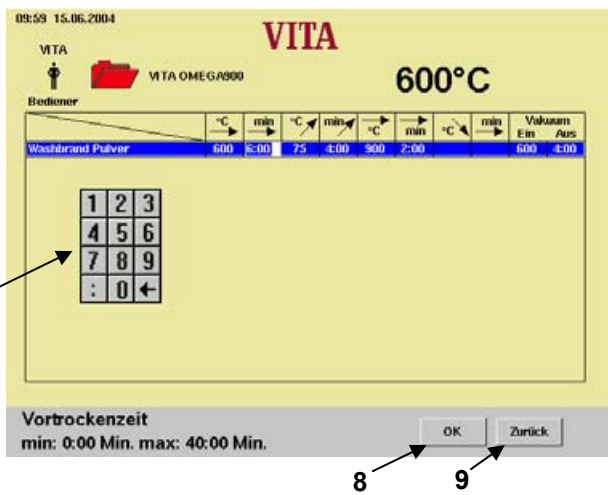 09:59 15.06.2004
VITA
VITA
VITA OMEGA900
600°C
Bediener
°C min °C min °C min °C min Vakuum
Ein Aus
Washbrand Pulver 600 6:00 75 4:00 900 2:00 600 4:00
1 2 3
4 5 6
7 8 9
: 0 ←
Vortrockenzeit
min: 0:00 Min. max: 40:00 Min.
OK Zurück
8 9